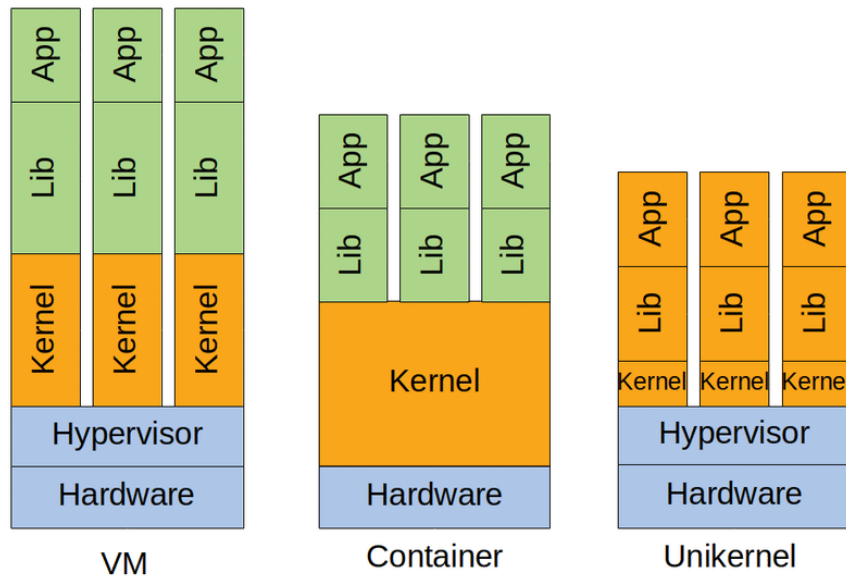 App App App
Lib Lib Lib
Kernel Kernel Kernel
Hypervisor
Hardware
VM
App App App
Lib Lib Lib
Kernel
Hardware
Container
App App App
Lib Lib Lib
Kernel Kernel Kernel
Hypervisor
Hardware
Unikernel